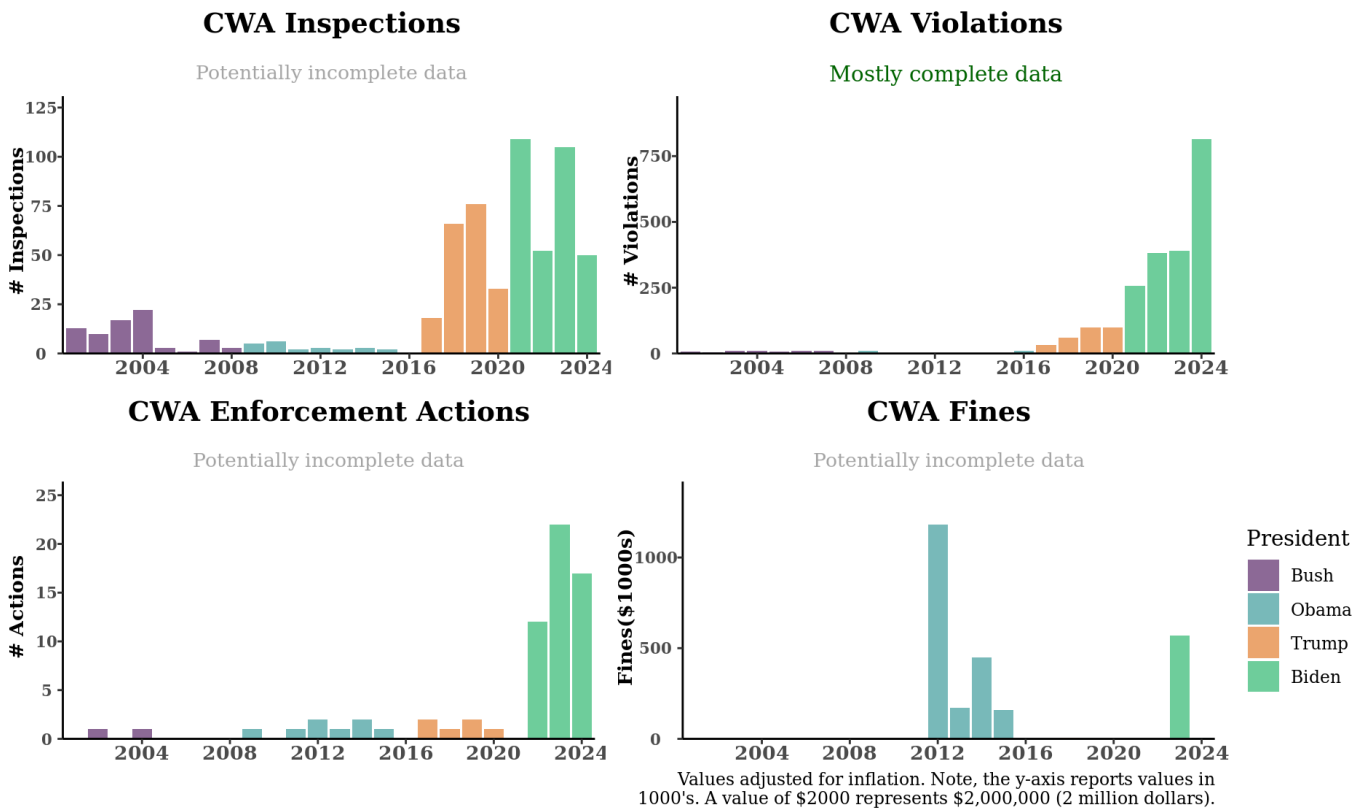 CWA Inspections
Potentially incomplete data
# Inspections
125
100
75
50
25
0
2004 2008 2012 2016 2020 2024
CWA Violations
Mostly complete data
# Violations
750
500
250
0
2004 2008 2012 2016 2020 2024
CWA Enforcement Actions
Potentially incomplete data
# Actions
25
20
15
10
5
0
2004 2008 2012 2016 2020 2024
CWA Fines
Potentially incomplete data
Fines($1000s)
1000
500
0
2004 2008 2012 2016 2020 2024
President
Bush
Obama
Trump
Biden
Values adjusted for inflation. Note, the y-axis reports values in
1000's. A value of $2000 represents $2,000,000 (2 million dollars).